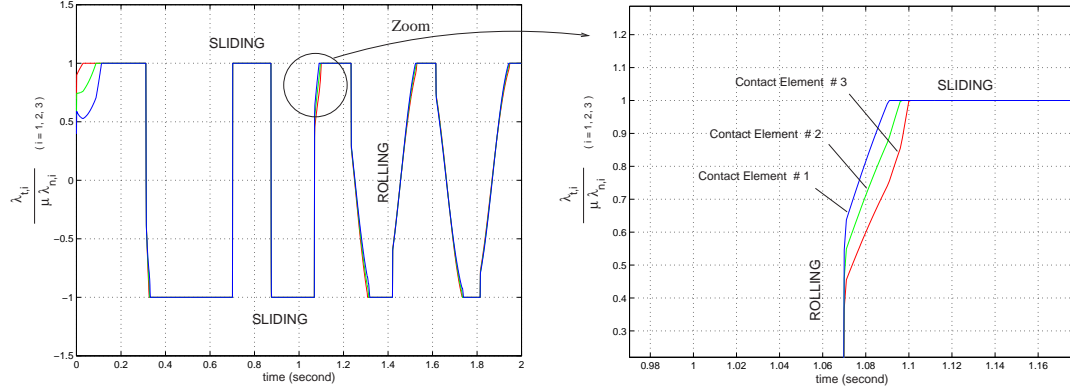 Zoom
SLIDING
1.5
1
0.5
0
−0.5
−1
−1.5
λt,i
μ λn,i
( i = 1, 2, 3 )
ROLLING
SLIDING
0 0.2 0.4 0.6 0.8 1 1.2 1.4 1.6 1.8 2
time (second)
1.2
1.1
1
0.9
0.8
0.7
0.6
0.5
0.4
0.3
λt,i
μ λn,i
( i = 1, 2, 3 )
SLIDING
Contact Element # 3
Contact Element # 2
Contact Element # 1
ROLLING
0.98 1 1.02 1.04 1.06 1.08 1.1 1.12 1.14 1.16
time (second)